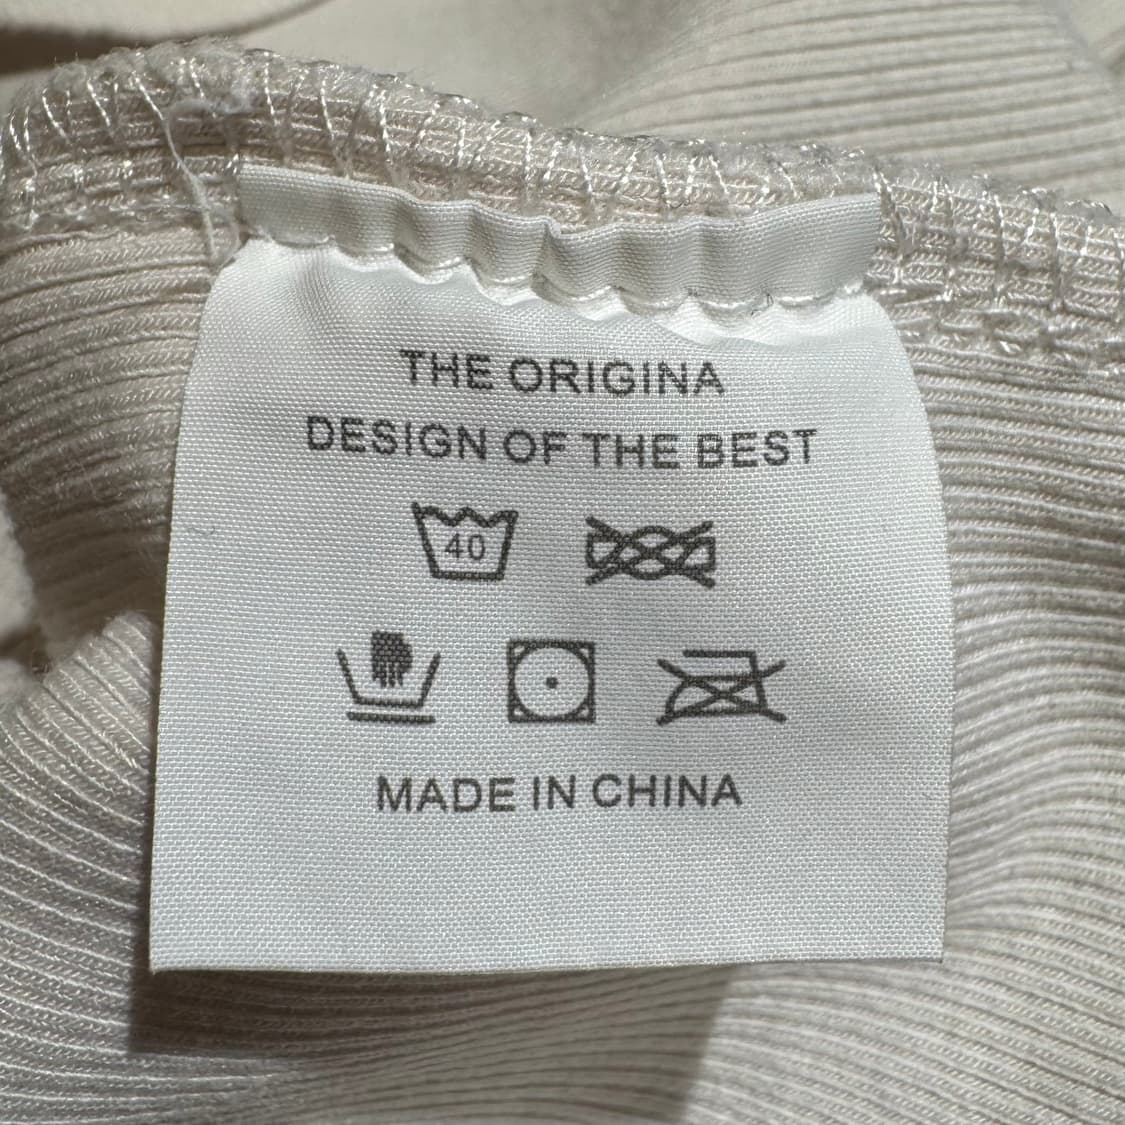 THE ORIGINA
DESIGN OF THE BEST
40
MADE IN CHINA